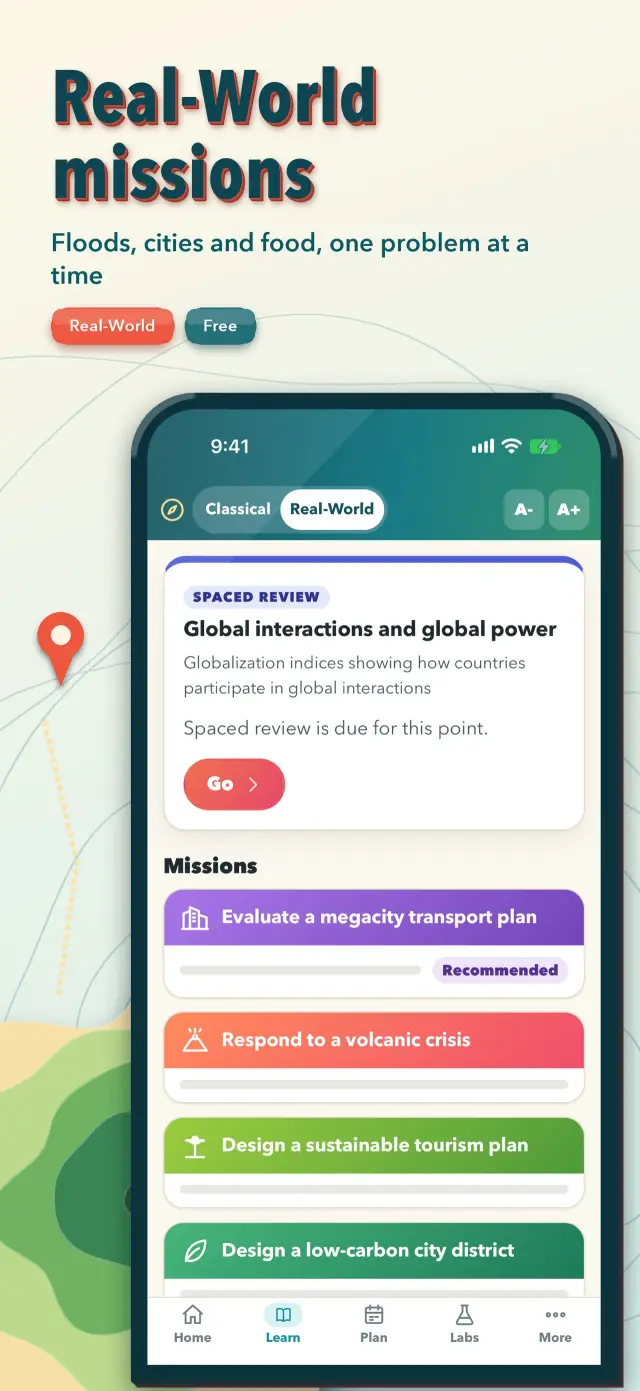 Real-World
missions
Floods, cities and food, one problem at a
time
Real-World
Free
9:41
Classical
Real-World
A-
A+
SPACED REVIEW
Global interactions and global power
Globalization indices showing how countries
participate in global interactions
Spaced review is due for this point.
Go
Missions
Evaluate a megacity transport plan
Recommended
Respond to a volcanic crisis
Design a sustainable tourism plan
Design a low-carbon city district
Home
Learn
Plan
Labs
More